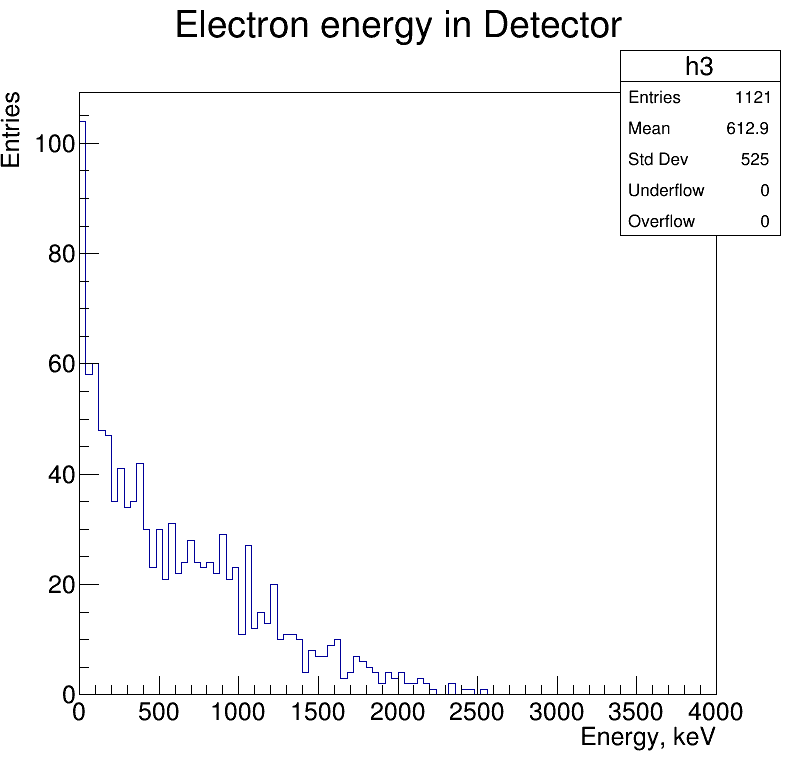 Electron energy in Detector
h3
Entries 1121
Mean 612.9
Std Dev 525
Underflow 0
Overflow 0
Entries
100
80
60
40
20
0
0 500 1000 1500 2000 2500 3000 3500 4000
Energy, keV